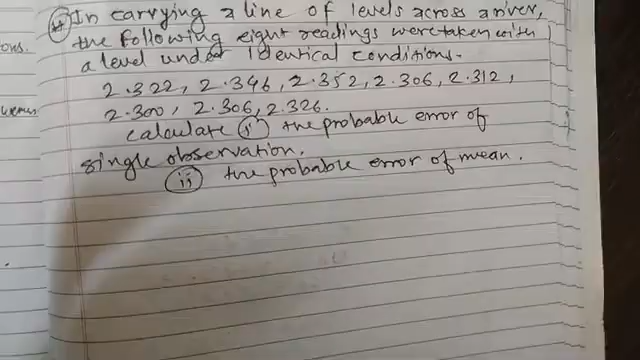 # In carrying a line of levels across a river,
the following eight readings were taken with
a level under identical conditions.
2.322, 2.346, 2.352, 2.306, 2.312,
2.300, 2.306, 2.326.
calculate (i) the probable error of
single observation.
(ii) the probable error of mean.
ons.